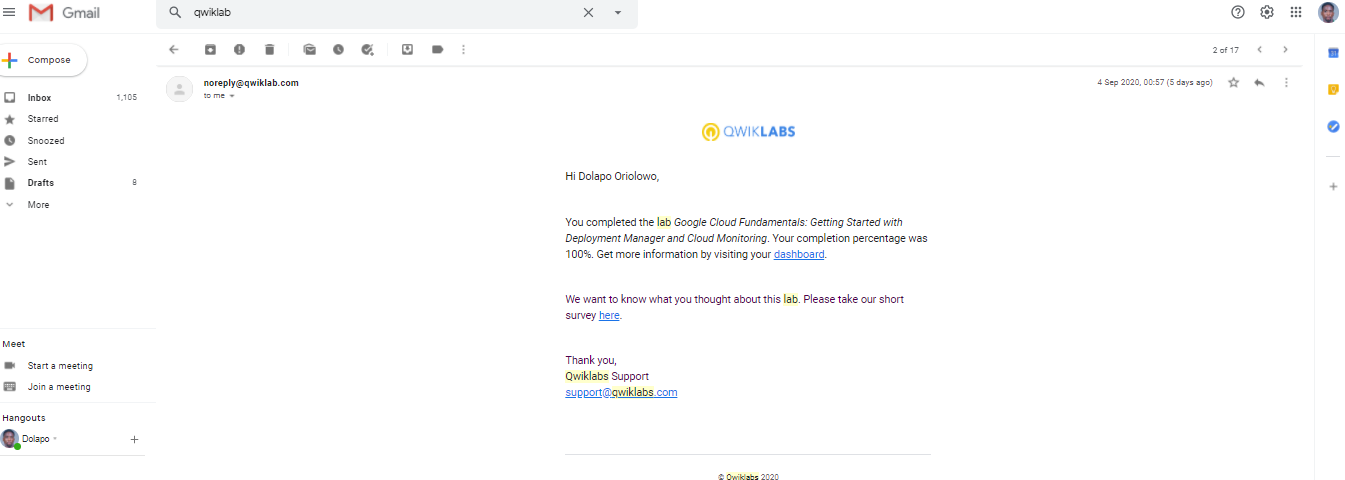 Gmail
qwiklab
Compose
2 of 17
noreply@qwiklab.com
4 Sep 2020, 00:57 (5 days ago)
to me
Inbox 1,105
Starred
Snoozed
Sent
Drafts 8
More
QWIKLABS
Hi Dolapo Oriolowo,
You completed the lab Google Cloud Fundamentals: Getting Started with
Deployment Manager and Cloud Monitoring. Your completion percentage was
100%. Get more information by visiting your dashboard.
We want to know what you thought about this lab. Please take our short
survey here.
Thank you,
Qwiklabs Support
support@qwiklabs.com
Meet
Start a meeting
Join a meeting
Hangouts
Dolapo
© Qwiklabs 2020